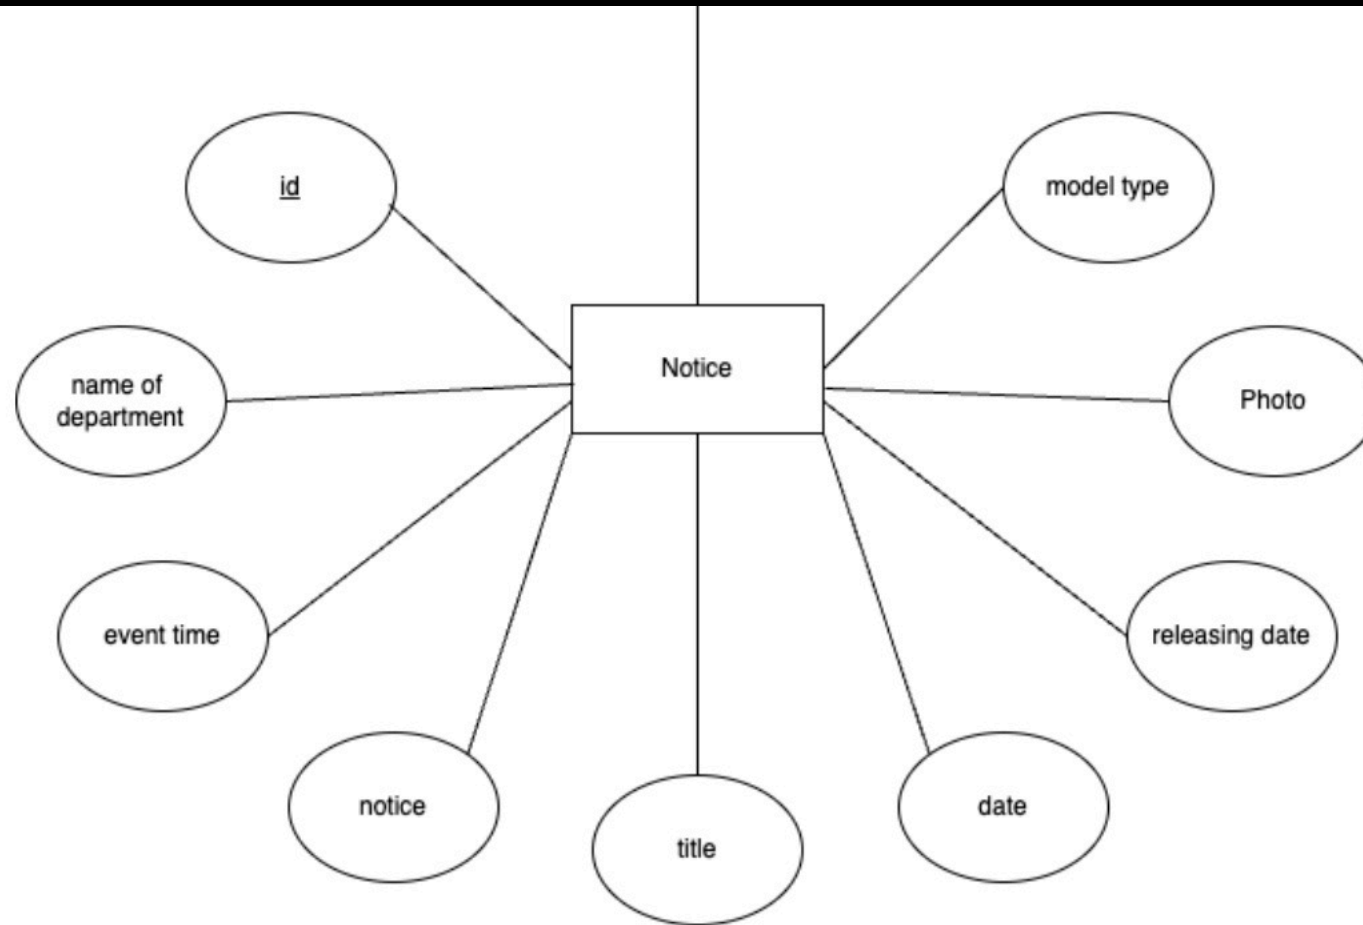 id
model type
Notice
name of
department
Photo
event time
releasing date
notice
date
title